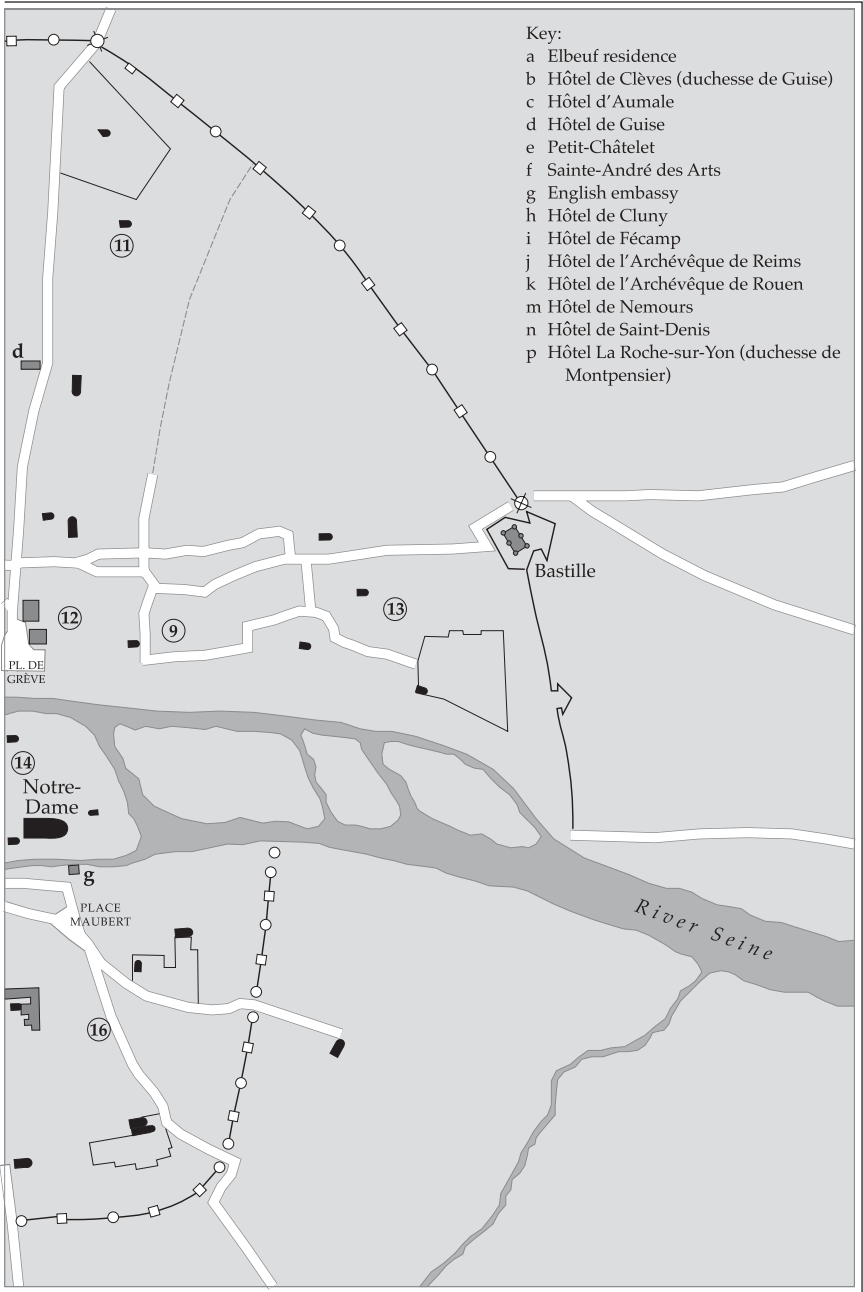 Key:
a Elbeuf residence
b Hôtel de Clèves (duchesse de Guise)
c Hôtel d'Aumale
d Hôtel de Guise
e Petit-Châtelet
f Sainte-André des Arts
g English embassy
h Hôtel de Cluny
i Hôtel de Fécamp
j Hôtel de l'Archévêque de Reims
k Hôtel de l'Archévêque de Rouen
m Hôtel de Nemours
n Hôtel de Saint-Denis
p Hôtel La Roche-sur-Yon (duchesse de
Montpensier)
11
d
Bastille
12
9
13
PL. DE
GRÈVE
14
Notre-
Dame
g
PLACE
MAUBERT
River Seine
16